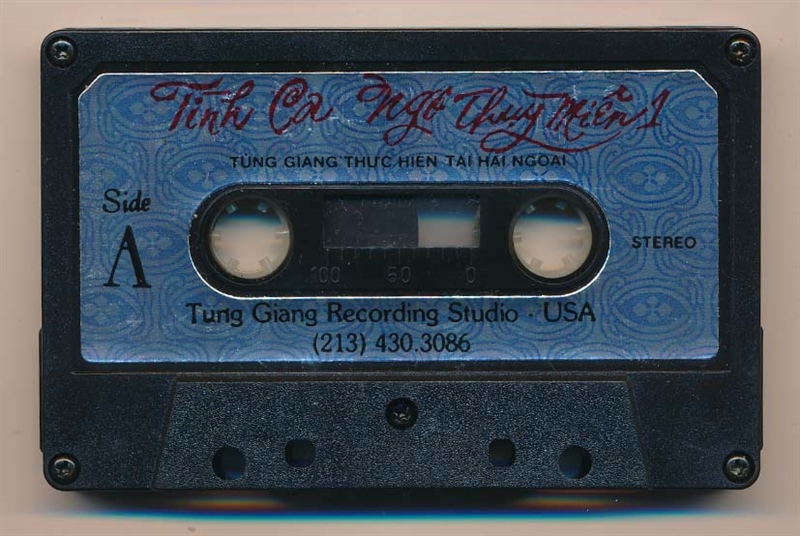 Tình Ca Ngô Thụy Miên 1
TÙNG GIANG THỰC HIỆN TẠI HẢI NGOẠI
Side
A
STEREO
100 50 0
Tung Giang Recording Studio · USA
(213) 430.3086